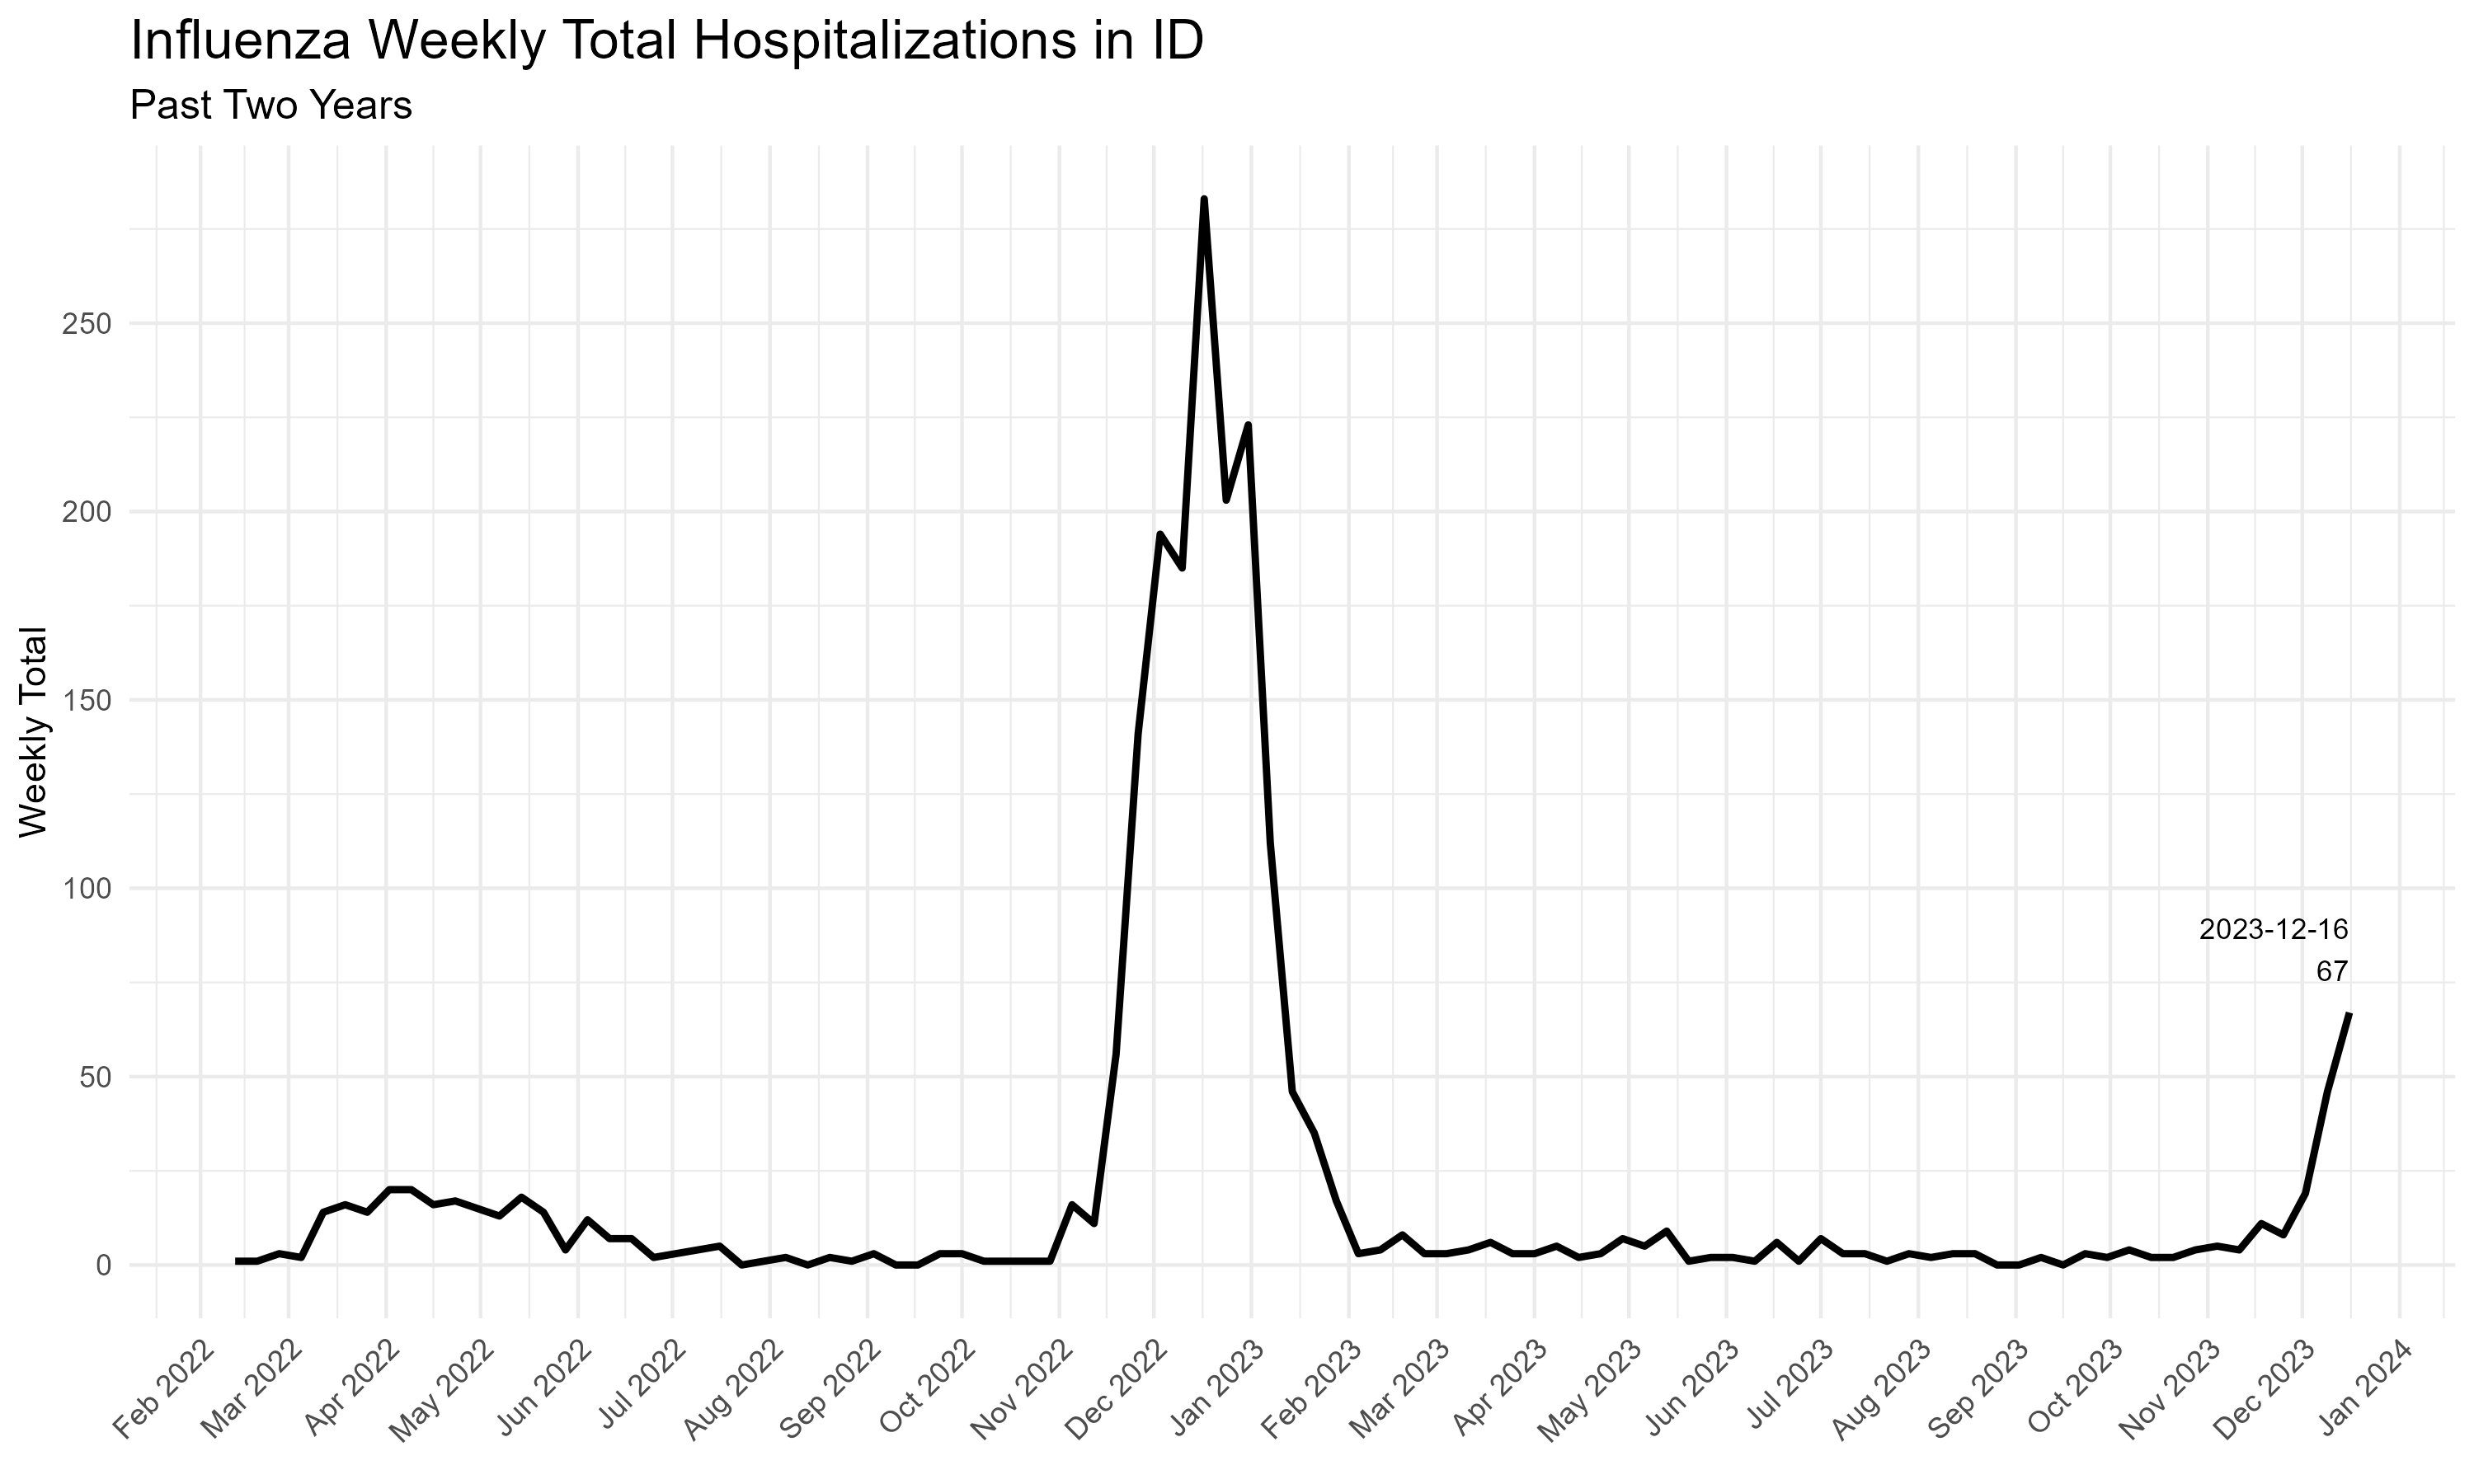 Influenza Weekly Total Hospitalizations in ID
Past Two Years
Weekly Total
250
200
150
100
50
0
2023-12-16
67
Feb 2022
Mar 2022
Apr 2022
May 2022
Jun 2022
Jul 2022
Aug 2022
Sep 2022
Oct 2022
Nov 2022
Dec 2022
Jan 2023
Feb 2023
Mar 2023
Apr 2023
May 2023
Jun 2023
Jul 2023
Aug 2023
Sep 2023
Oct 2023
Nov 2023
Dec 2023
Jan 2024